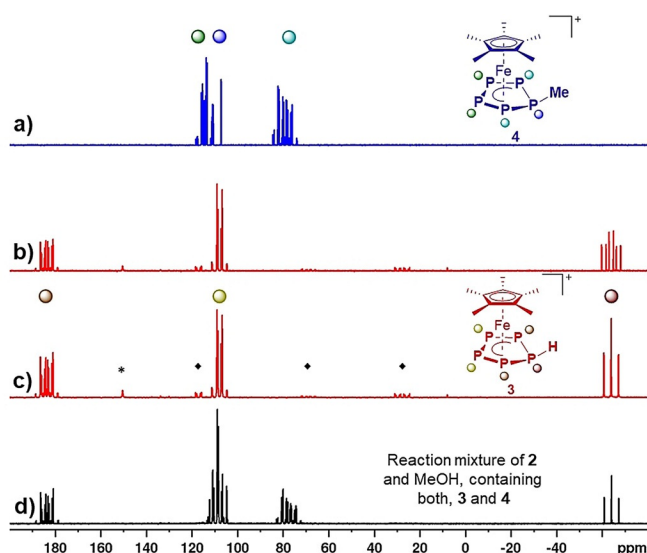 a)
]+
Fe
P P
P P P Me
4
b)
]+
Fe
P P
P P P H
3
c)
*
d)
Reaction mixture of 2
and MeOH, containing
both, 3 and 4
180 160 140 120 100 80 60 40 20 0 -20 -40 ppm